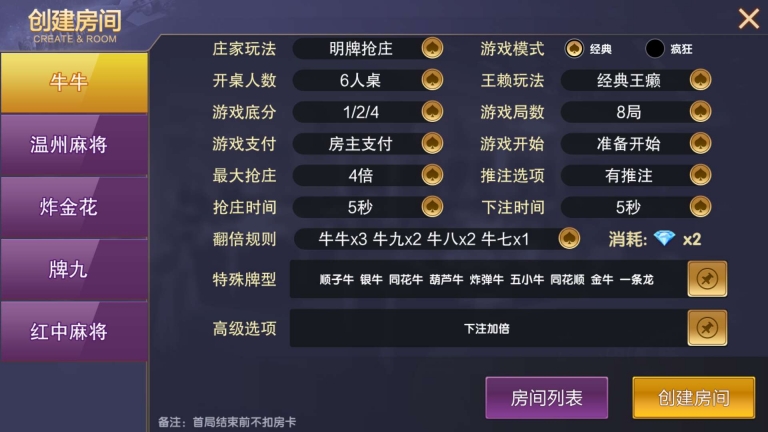 创建房间
CREATE & ROOM
牛牛
温州麻将
炸金花
牌九
红中麻将
庄家玩法 明牌抢庄 游戏模式 经典 疯狂
开桌人数 6人桌 王赖玩法 经典王癞
游戏底分 1/2/4 游戏局数 8局
游戏支付 房主支付 游戏开始 准备开始
最大抢庄 4倍 推注选项 有推注
抢庄时间 5秒 下注时间 5秒
翻倍规则 牛牛x3 牛九x2 牛八x2 牛七x1 消耗: x2
特殊牌型 顺子牛 银牛 同花牛 葫芦牛 炸弹牛 五小牛 同花顺 金牛 一条龙
高级选项 下注加倍
房间列表 创建房间
备注：首局结束前不扣房卡